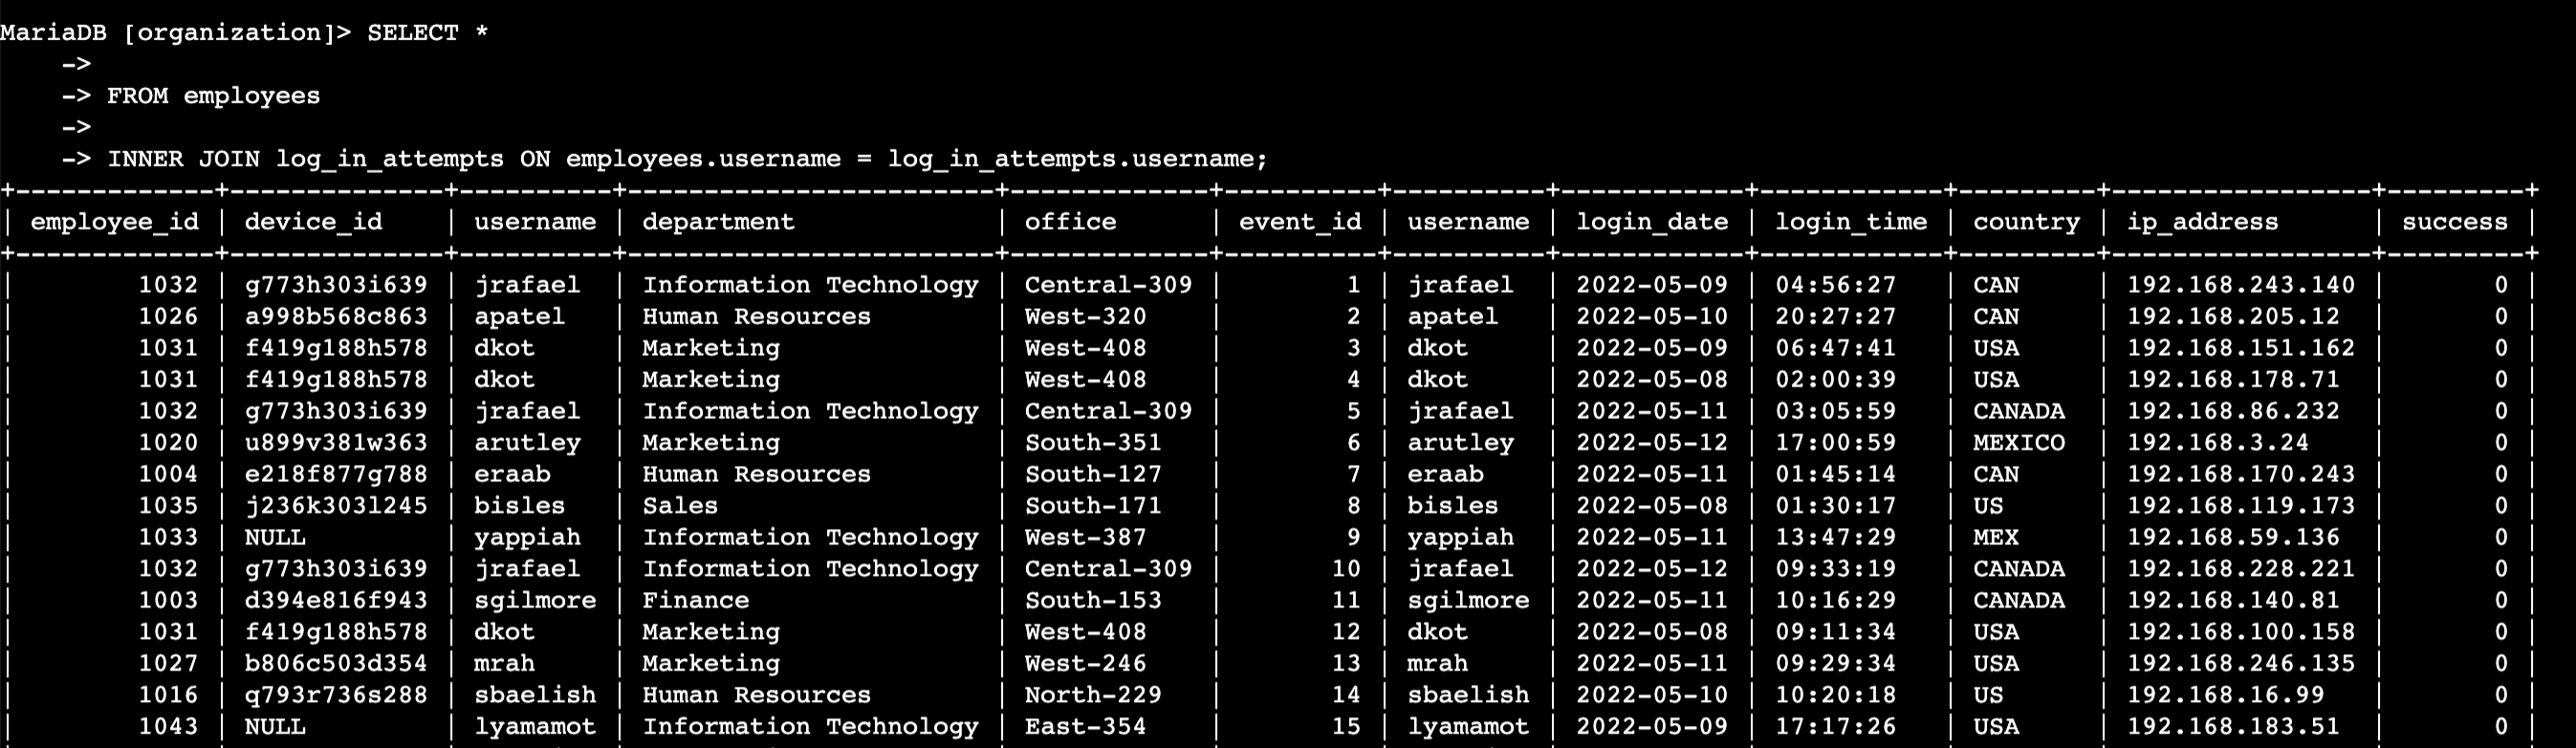 MariaDB [organization]> SELECT *
    ->
    -> FROM employees
    ->
    -> INNER JOIN log_in_attempts ON employees.username = log_in_attempts.username;
+-------------+--------------+----------+------------------------+-------------+----------+----------+------------+------------+---------+-----------------+---------+
| employee_id | device_id    | username | department             | office      | event_id | username | login_date | login_time | country | ip_address      | success |
+-------------+--------------+----------+------------------------+-------------+----------+----------+------------+------------+---------+-----------------+---------+
|        1032 | g773h303i639 | jrafael  | Information Technology | Central-309 |        1 | jrafael  | 2022-05-09 | 04:56:27   | CAN     | 192.168.243.140 |       0 |
|        1026 | a998b568c863 | apatel   | Human Resources        | West-320    |        2 | apatel   | 2022-05-10 | 20:27:27   | CAN     | 192.168.205.12  |       0 |
|        1031 | f419g188h578 | dkot     | Marketing              | West-408    |        3 | dkot     | 2022-05-09 | 06:47:41   | USA     | 192.168.151.162 |       0 |
|        1031 | f419g188h578 | dkot     | Marketing              | West-408    |        4 | dkot     | 2022-05-08 | 02:00:39   | USA     | 192.168.178.71  |       0 |
|        1032 | g773h303i639 | jrafael  | Information Technology | Central-309 |        5 | jrafael  | 2022-05-11 | 03:05:59   | CANADA  | 192.168.86.232  |       0 |
|        1020 | u899v381w363 | arutley  | Marketing              | South-351   |        6 | arutley  | 2022-05-12 | 17:00:59   | MEXICO  | 192.168.3.24    |       0 |
|        1004 | e218f877g788 | eraab    | Human Resources        | South-127   |        7 | eraab    | 2022-05-11 | 01:45:14   | CAN     | 192.168.170.243 |       0 |
|        1035 | j236k303l245 | bisles   | Sales                  | South-171   |        8 | bisles   | 2022-05-08 | 01:30:17   | US      | 192.168.119.173 |       0 |
|        1033 | NULL         | yappiah  | Information Technology | West-387    |        9 | yappiah  | 2022-05-11 | 13:47:29   | MEX     | 192.168.59.136  |       0 |
|        1032 | g773h303i639 | jrafael  | Information Technology | Central-309 |       10 | jrafael  | 2022-05-12 | 09:33:19   | CANADA  | 192.168.228.221 |       0 |
|        1003 | d394e816f943 | sgilmore | Finance                | South-153   |       11 | sgilmore | 2022-05-11 | 10:16:29   | CANADA  | 192.168.140.81  |       0 |
|        1031 | f419g188h578 | dkot     | Marketing              | West-408    |       12 | dkot     | 2022-05-08 | 09:11:34   | USA     | 192.168.100.158 |       0 |
|        1027 | b806c503d354 | mrah     | Marketing              | West-246    |       13 | mrah     | 2022-05-11 | 09:29:34   | USA     | 192.168.246.135 |       0 |
|        1016 | q793r736s288 | sbaelish | Human Resources        | North-229   |       14 | sbaelish | 2022-05-10 | 10:20:18   | US      | 192.168.16.99   |       0 |
|        1043 | NULL         | lyamamot | Information Technology | East-354    |       15 | lyamamot | 2022-05-09 | 17:17:26   | USA     | 192.168.183.51  |       0 |